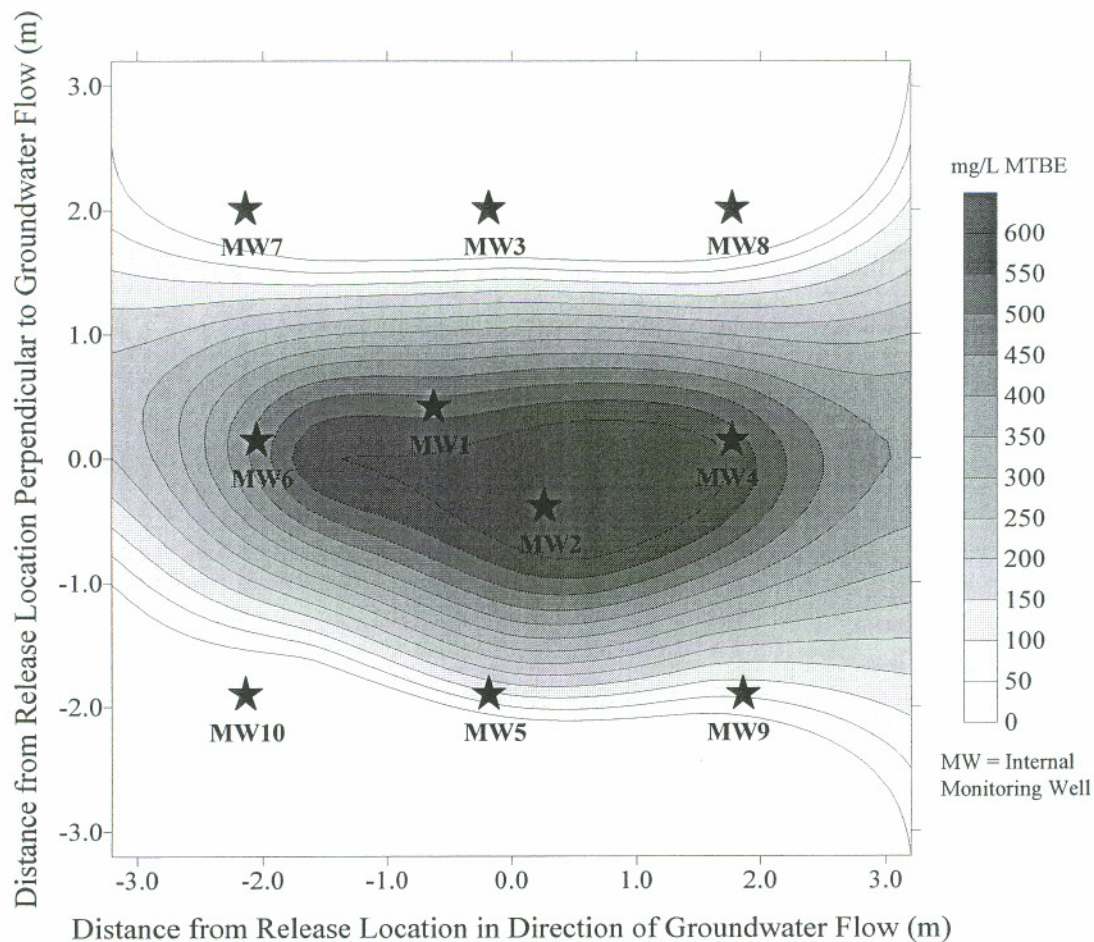 Distance from Release Location Perpendicular to Groundwater Flow (m)
3.0
2.0
1.0
0.0
-1.0
-2.0
-3.0
MW7
MW3
MW8
MW1
MW6
MW4
MW2
MW10
MW5
MW9
-3.0
-2.0
-1.0
0.0
1.0
2.0
3.0
Distance from Release Location in Direction of Groundwater Flow (m)
mg/L MTBE
600
550
500
450
400
350
300
250
200
150
100
50
0
MW = Internal
Monitoring Well